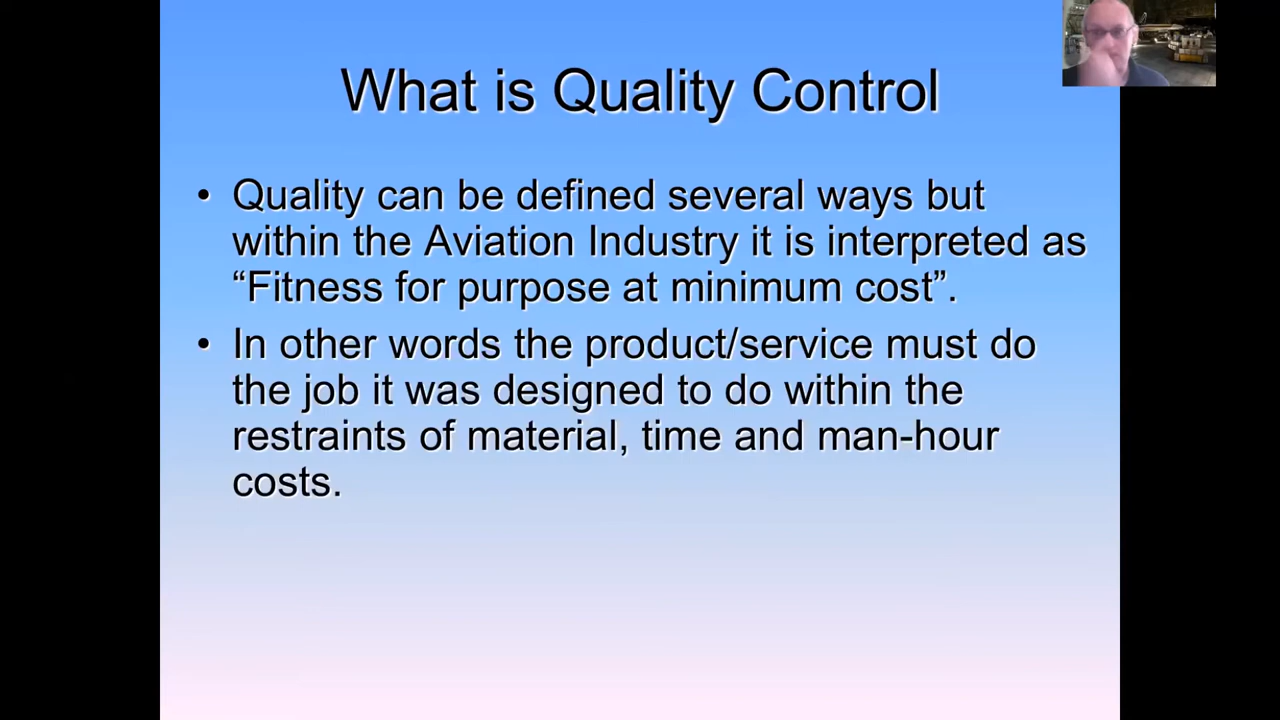 What is Quality Control
• Quality can be defined several ways but
within the Aviation Industry it is interpreted as
“Fitness for purpose at minimum cost”.
• In other words the product/service must do
the job it was designed to do within the
restraints of material, time and man-hour
costs.